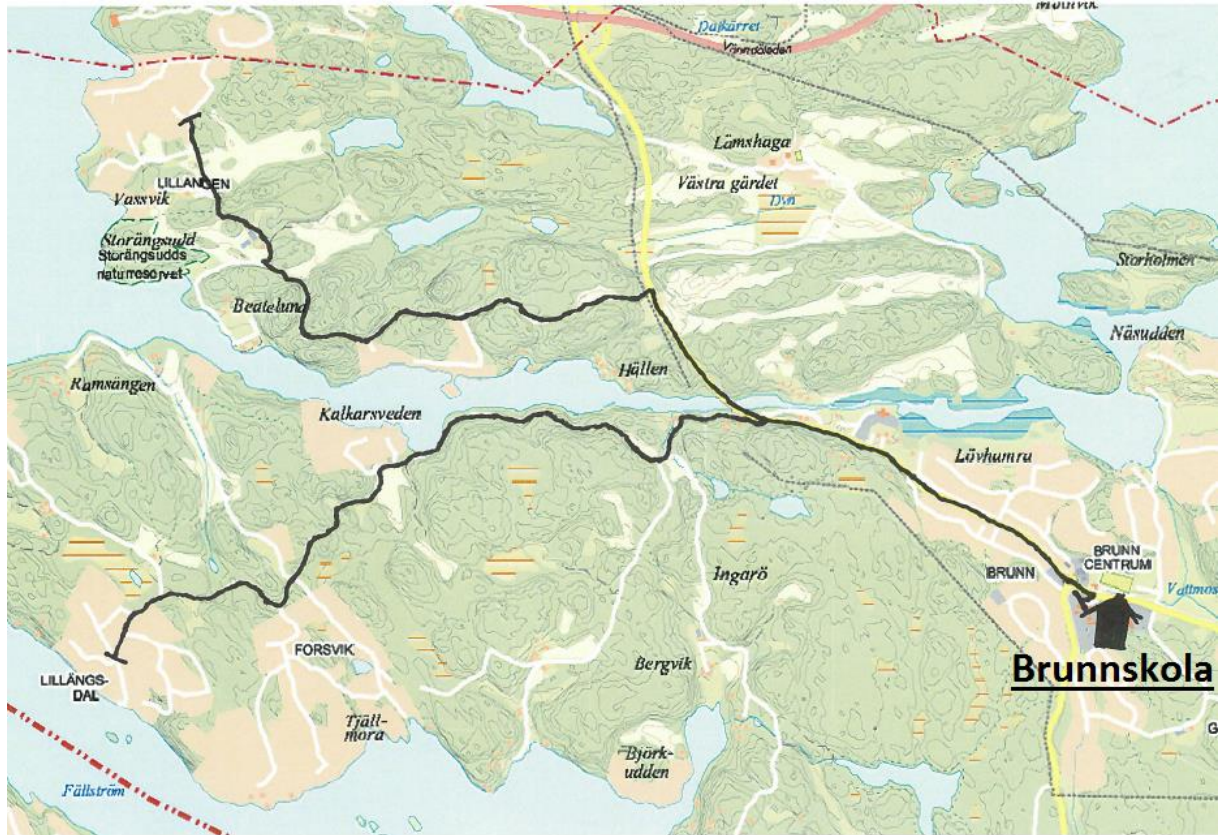 Dalkärret
Värmdöleden
Lämshaga
Västra gärdet
Dyn
LILLÄNGEN
Vassvik
Storängsudd
Storängsudds
naturreservat
Beatelund
Storholmen
Näsudden
Ramsängen
Hällen
Kalkarsveden
Lövhamra
BRUNN
CENTRUM
BRUNN
Ingarö
FORSVIK
Bergvik
Brunnskola
LILLÄNGS-
DAL
Tjäll-
mora
Björk-
udden
Fällström
G